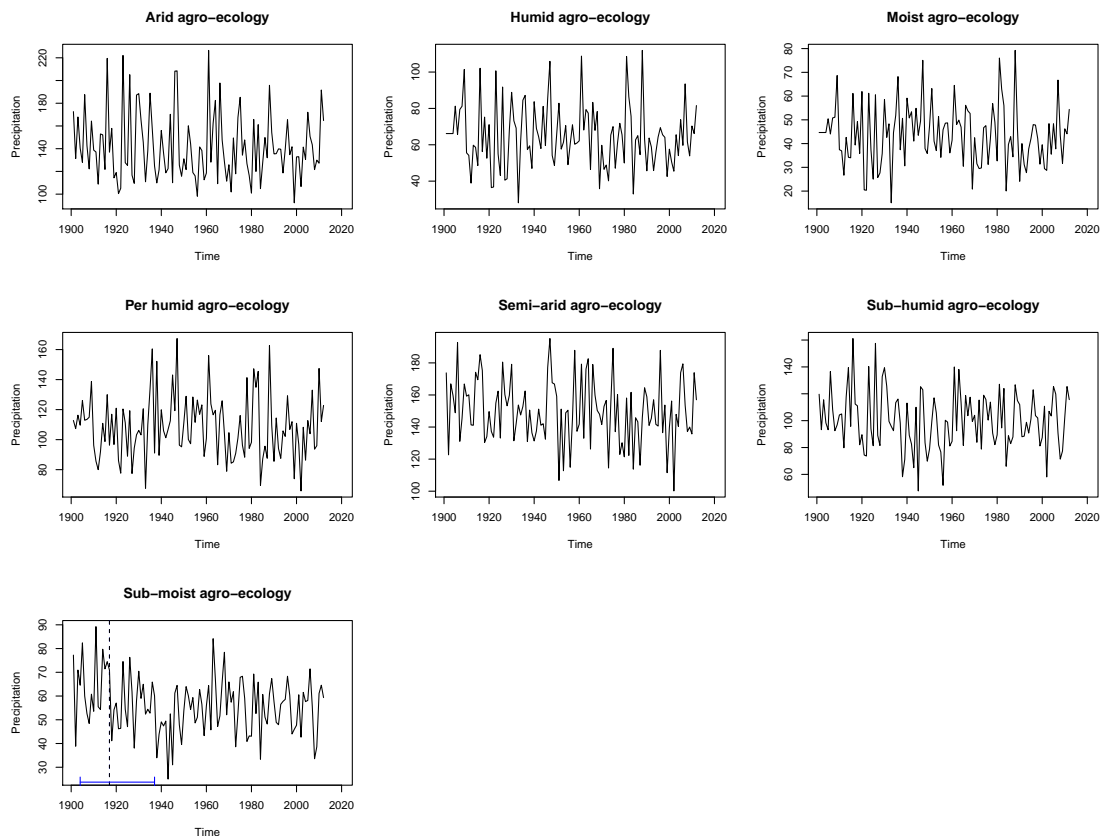 Arid agro−ecology
Precipitation
220
180
140
100
1900 1920 1940 1960 1980 2000 2020
Time
Humid agro−ecology
Precipitation
100
80
60
40
1900 1920 1940 1960 1980 2000 2020
Time
Moist agro−ecology
Precipitation
80
70
60
50
40
30
20
1900 1920 1940 1960 1980 2000 2020
Time
Per humid agro−ecology
Precipitation
160
140
120
100
80
1900 1920 1940 1960 1980 2000 2020
Time
Semi−arid agro−ecology
Precipitation
180
160
140
120
100
1900 1920 1940 1960 1980 2000 2020
Time
Sub−humid agro−ecology
Precipitation
140
100
80
60
1900 1920 1940 1960 1980 2000 2020
Time
Sub−moist agro−ecology
Precipitation
90
80
70
60
50
40
30
1900 1920 1940 1960 1980 2000 2020
Time